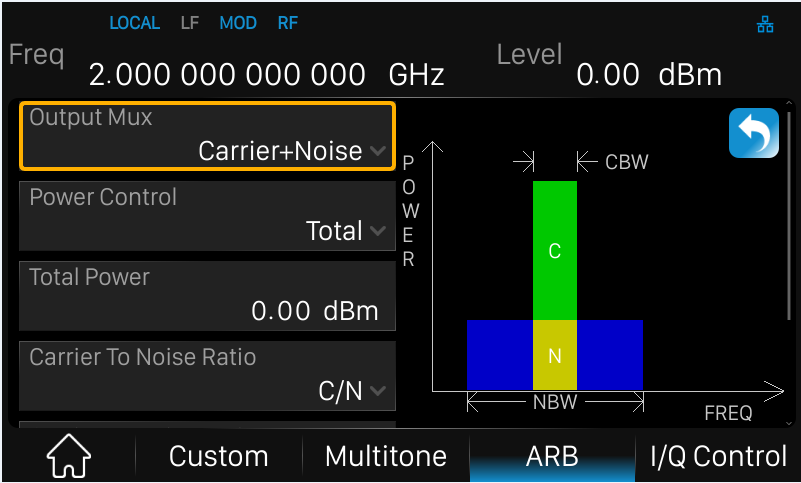 LOCAL LF MOD RF
Freq 2.000 000 000 000 GHz Level 0.00 dBm
Output Mux
Carrier+Noise
Power Control
Total
Total Power
0.00 dBm
Carrier To Noise Ratio
C/N
POWER
CBW
C
N
NBW
FREQ
Custom Multitone ARB I/Q Control